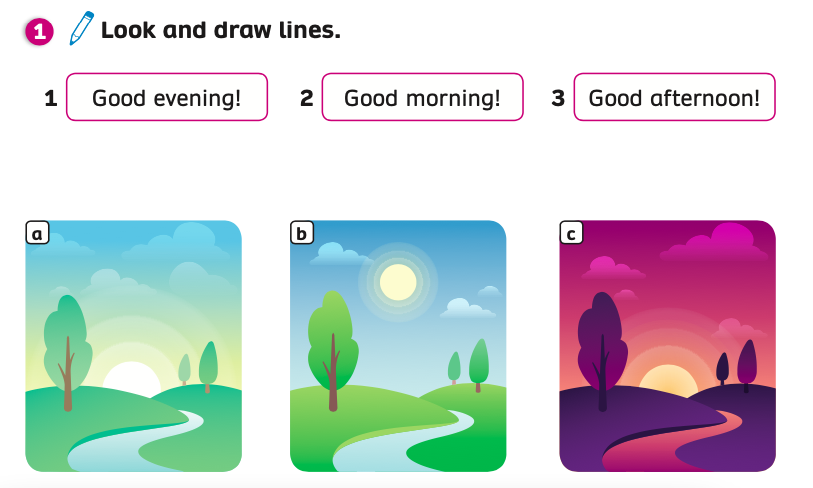 1 Look and draw lines.
1 Good evening! 2 Good morning! 3 Good afternoon!
a b c